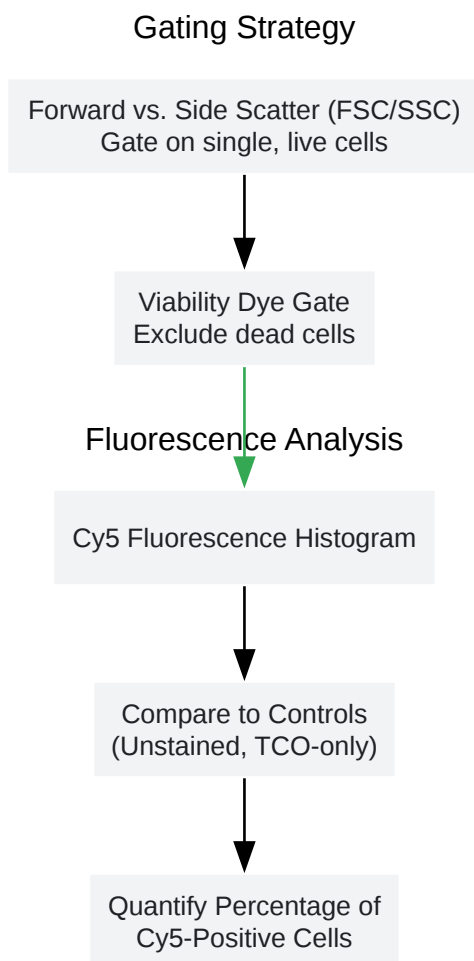 Gating Strategy
Forward vs. Side Scatter (FSC/SSC)
Gate on single, live cells
Viability Dye Gate
Exclude dead cells
Fluorescence Analysis
Cy5 Fluorescence Histogram
Compare to Controls
(Unstained, TCO-only)
Quantify Percentage of
Cy5-Positive Cells